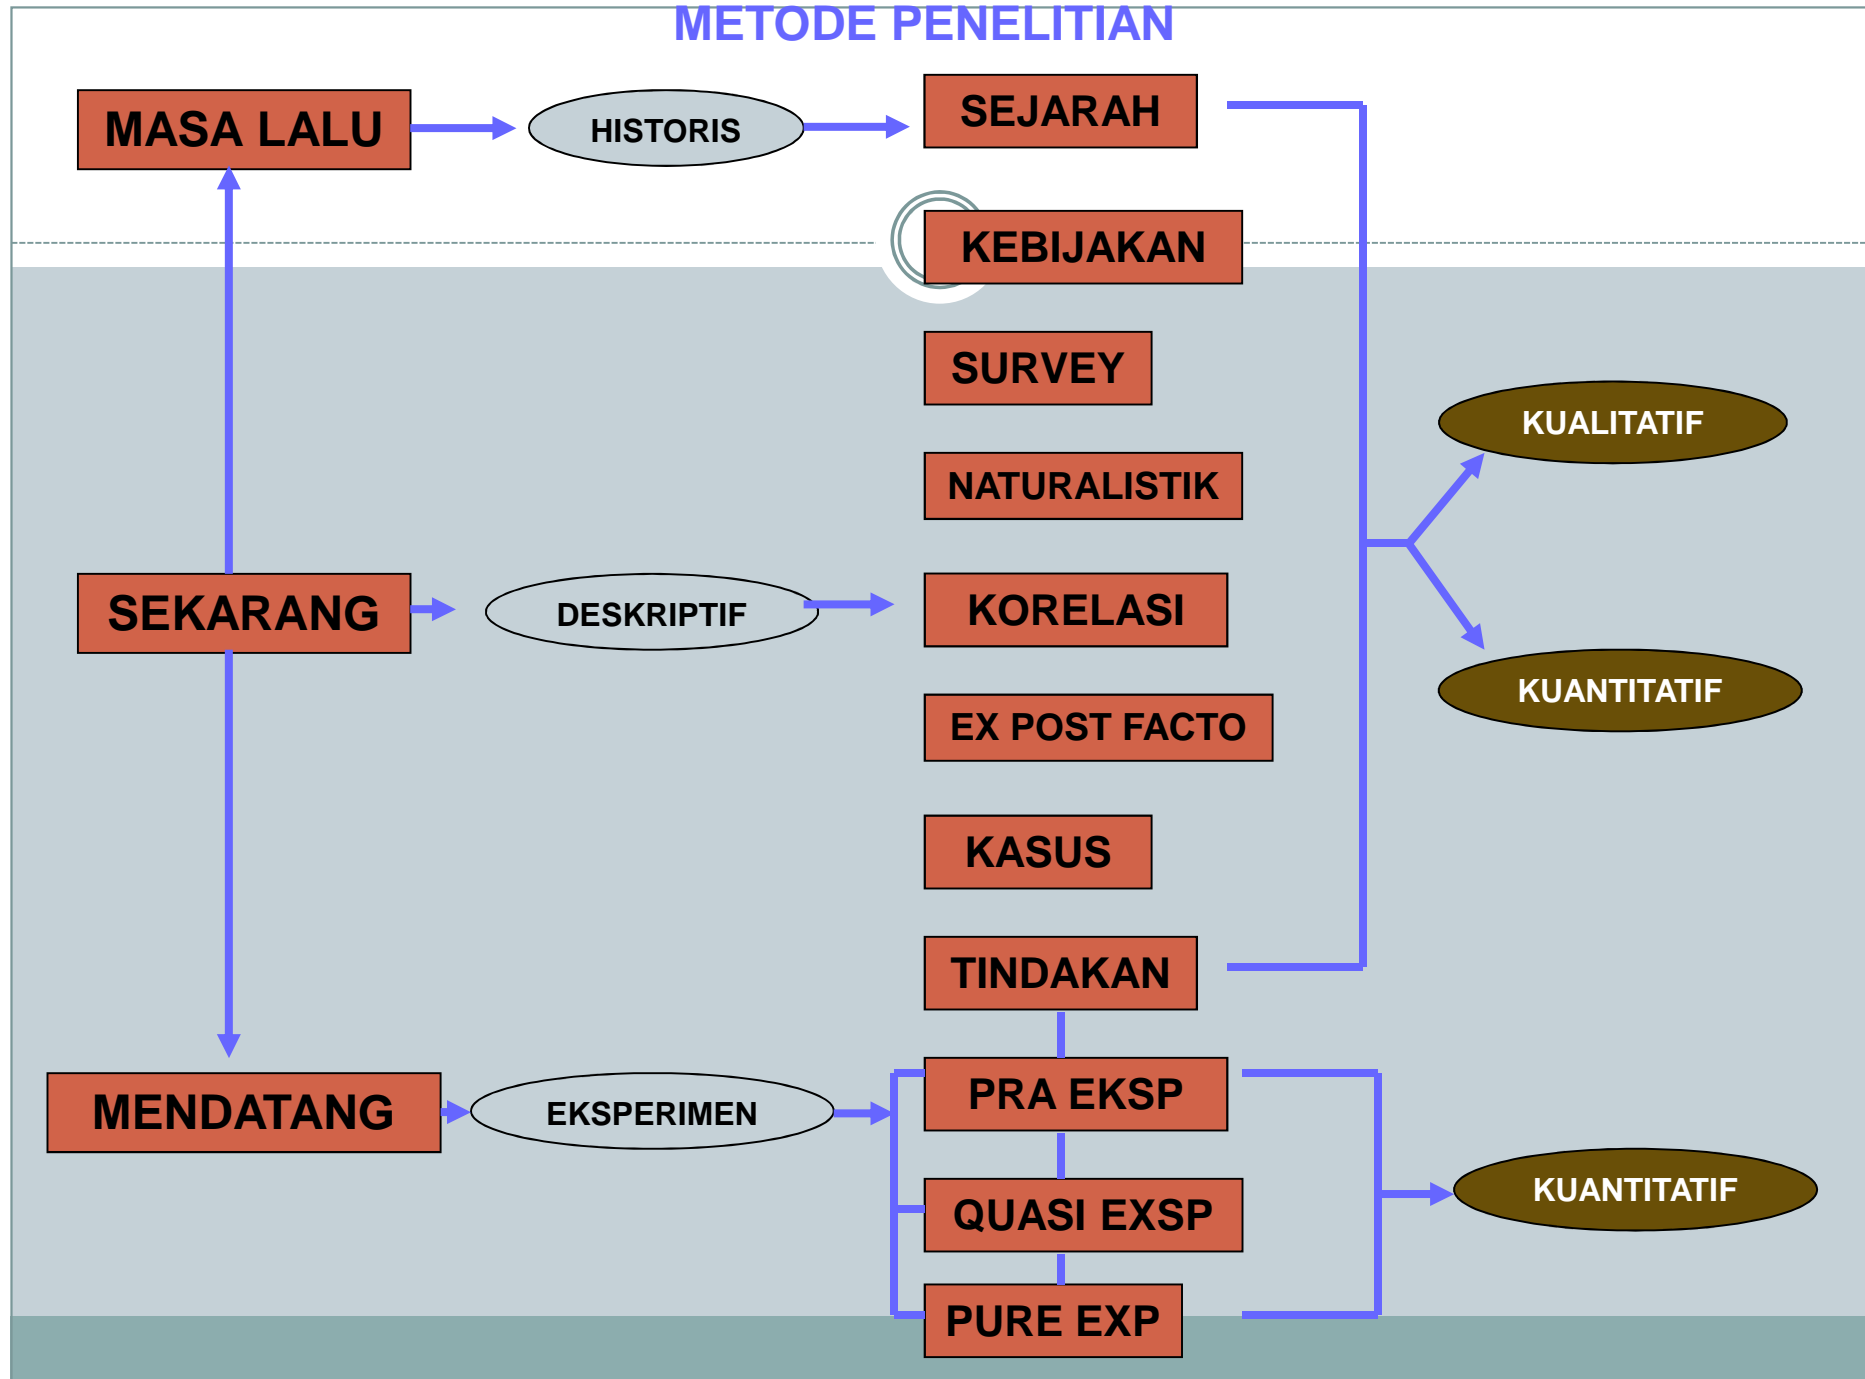 METODE PENELITIAN
MASA LALU
HISTORIS
SEJARAH
KEBIJAKAN
SURVEY
KUALITATIF
NATURALISTIK
SEKARANG
DESKRIPTIF
KORELASI
KUANTITATIF
EX POST FACTO
KASUS
TINDAKAN
MENDATANG
EKSPERIMEN
PRA EKSP
QUASI EXSP
KUANTITATIF
PURE EXP